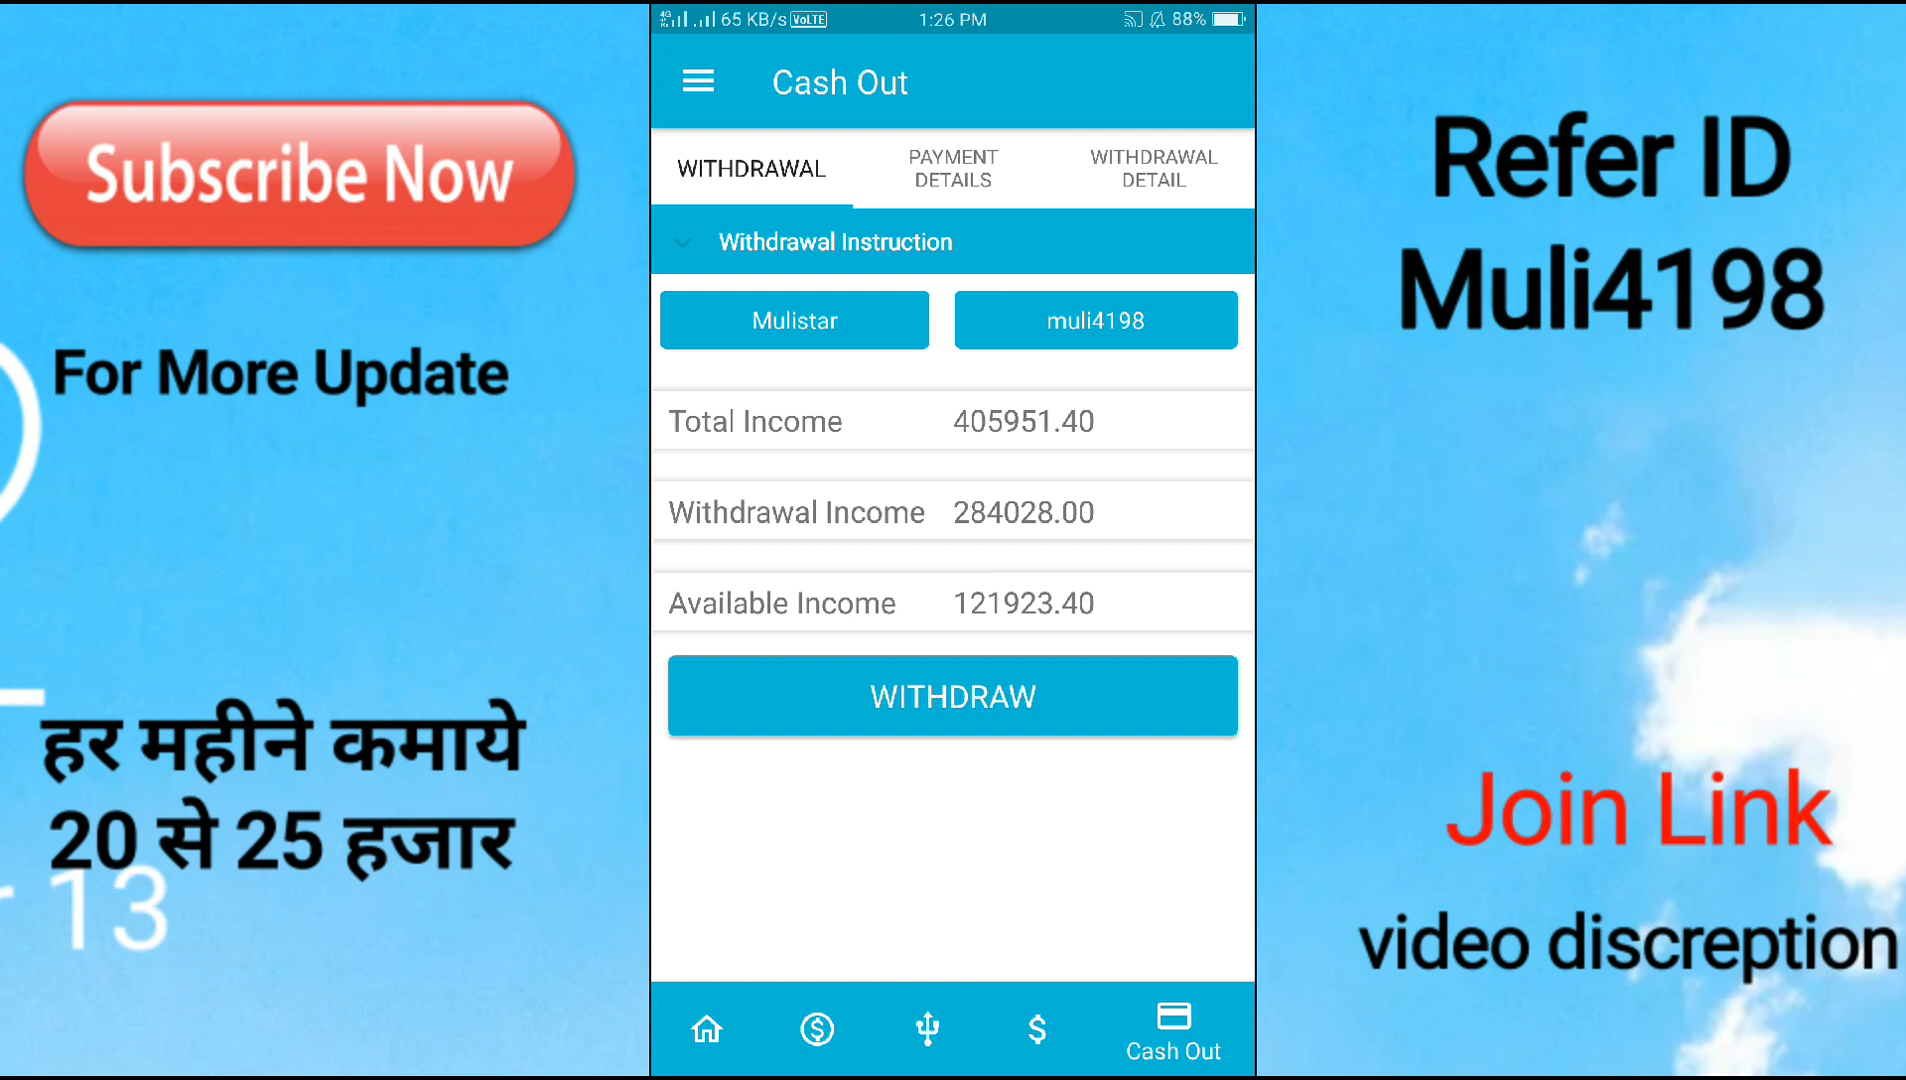 Subscribe Now
For More Update
हर महीने कमाये
20 से 25 हजार
r 13
65 KB/s VoLTE 1:26 PM 88%
Cash Out
WITHDRAWAL
PAYMENT
DETAILS
WITHDRAWAL
DETAIL
Withdrawal Instruction
Mulistar muli4198
Total Income 405951.40
Withdrawal Income 284028.00
Available Income 121923.40
WITHDRAW
Cash Out
Refer ID
Muli4198
Join Link
video discreption